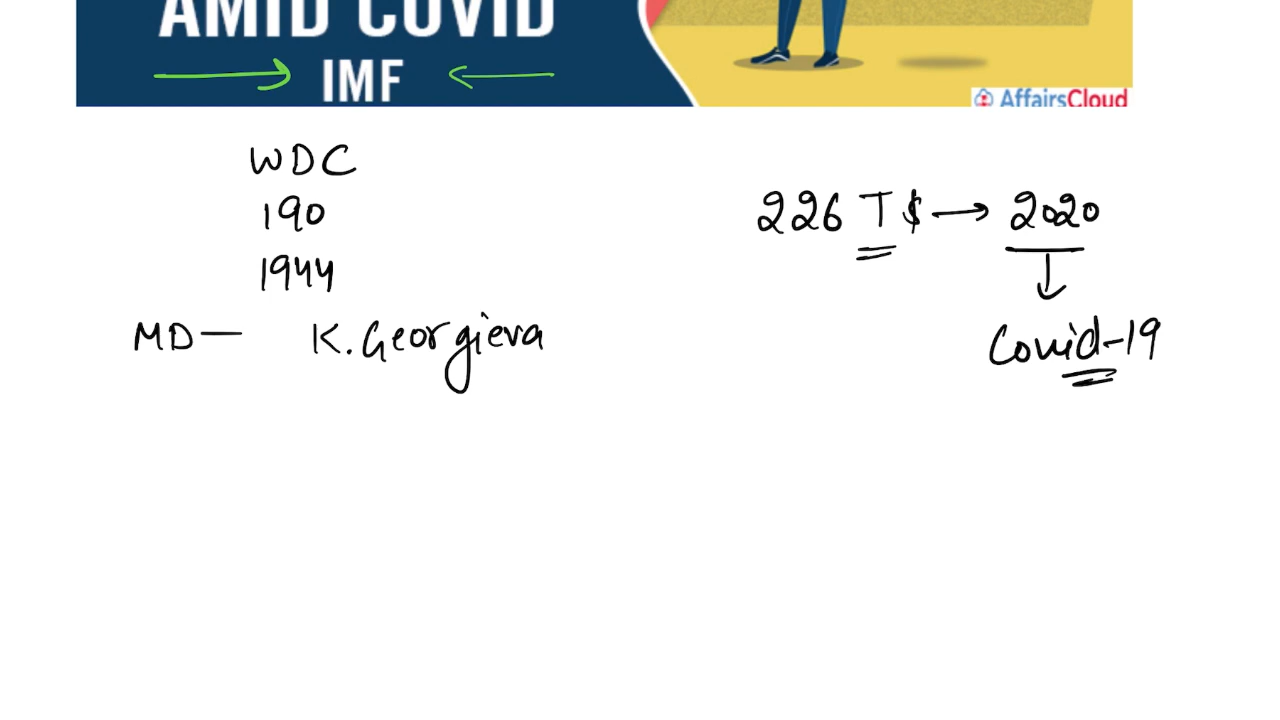 AMID COVID
IMF
AffairsCloud
WDC
190
1944
MD — K. Georgieva
226 T $ → 2020
↓
Covid-19